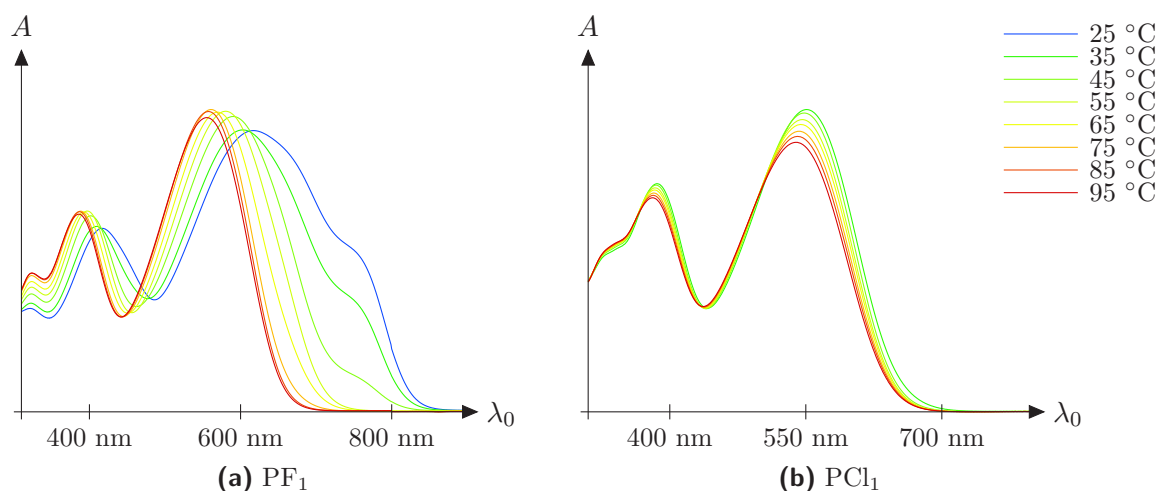 A
A
25 °C
35 °C
45 °C
55 °C
65 °C
75 °C
85 °C
95 °C
λ₀
λ₀
400 nm 600 nm 800 nm
400 nm 550 nm 700 nm
(a) PF₁
(b) PCl₁